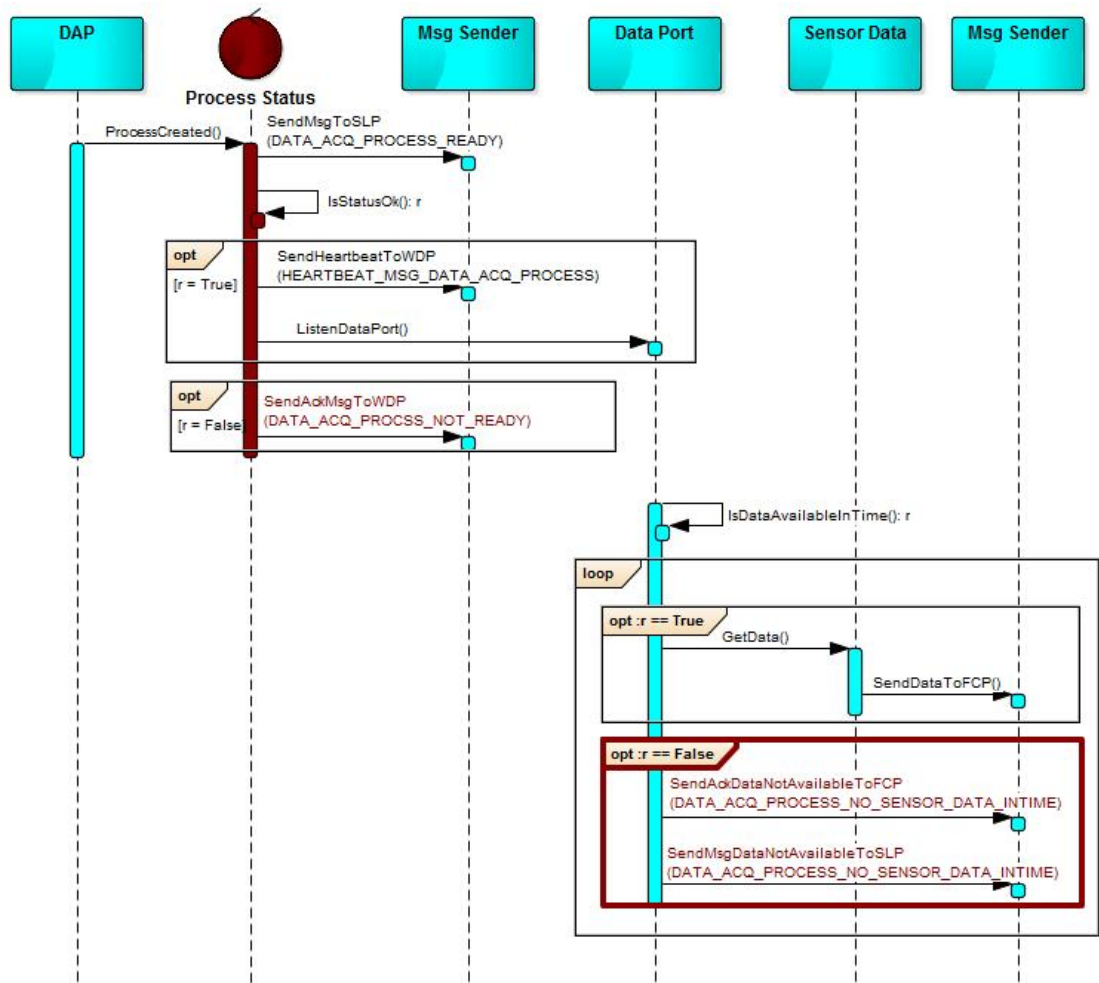 DAP
Msg Sender
Data Port
Sensor Data
Msg Sender
Process Status
ProcessCreated()
SendMsgToSLP
(DATA_ACQ_PROCESS_READY)
IsStatusOk(): r
opt
[r = True]
SendHeartbeatToWDP
(HEARTBEAT_MSG_DATA_ACQ_PROCESS)
ListenDataPort()
opt
[r = False]
SendAckMsgToWDP
(DATA_ACQ_PROCSS_NOT_READY)
IsDataAvailableInTime(): r
loop
opt :r == True
GetData()
SendDataToFCP()
opt :r == False
SendAckDataNotAvailableToFCP
(DATA_ACQ_PROCESS_NO_SENSOR_DATA_INTIME)
SendMsgDataNotAvailableToSLP
(DATA_ACQ_PROCESS_NO_SENSOR_DATA_INTIME)